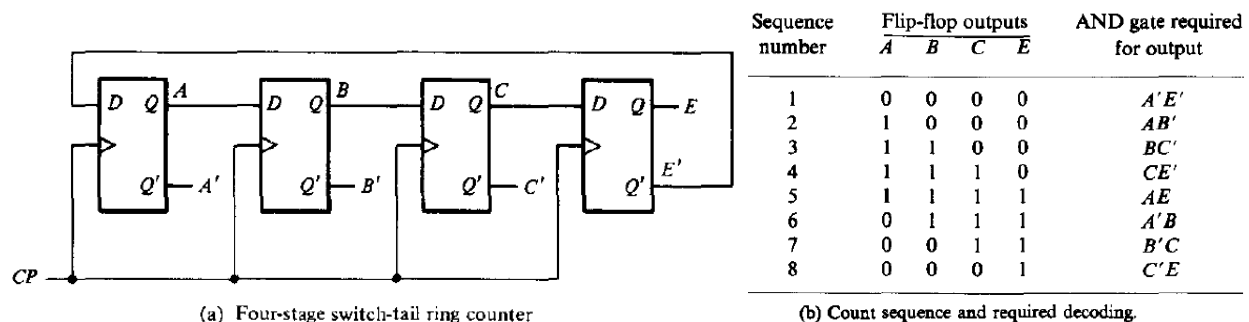 A
B
C
D Q
D Q
D Q
D Q
E
E'
Q' A'
Q' B'
Q' C'
Q'
CP
(a) Four-stage switch-tail ring counter
Sequence number
Flip-flop outputs
AND gate required for output
A B C E
1 0 0 0 0 A'E'
2 1 0 0 0 AB'
3 1 1 0 0 BC'
4 1 1 1 0 CE'
5 1 1 1 1 AE
6 0 1 1 1 A'B
7 0 0 1 1 B'C
8 0 0 0 1 C'E
(b) Count sequence and required decoding.